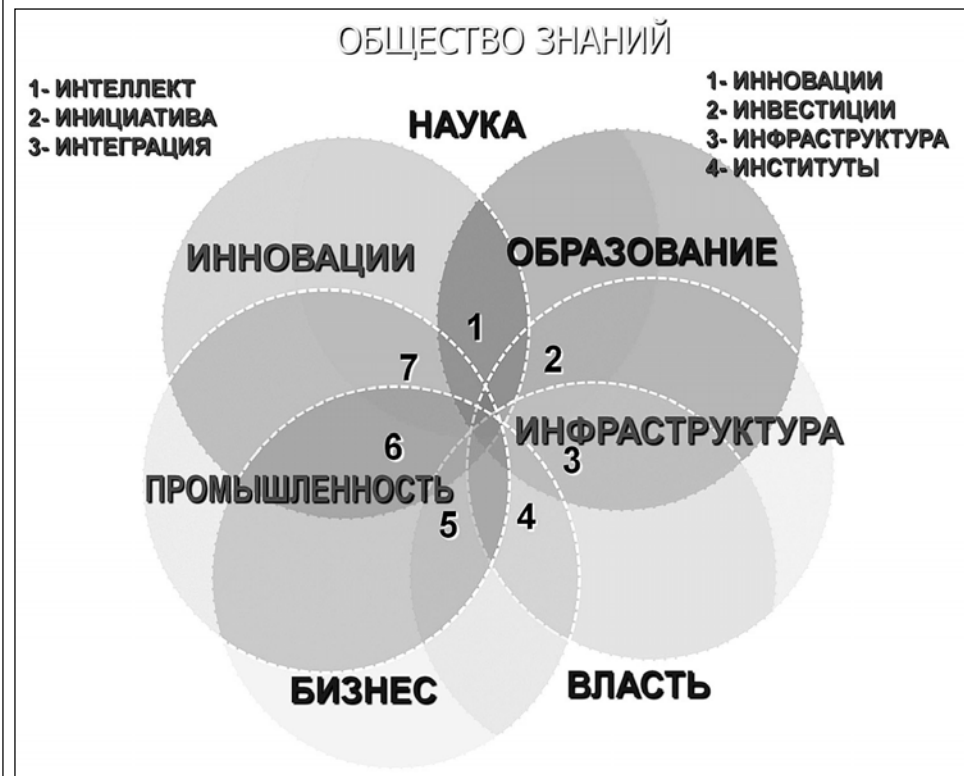 ОБЩЕСТВО ЗНАНИЙ
1- ИНТЕЛЛЕКТ
2- ИНИЦИАТИВА
3- ИНТЕГРАЦИЯ
1- ИННОВАЦИИ
2- ИНВЕСТИЦИИ
3- ИНФРАСТРУКТУРА
4- ИНСТИТУТЫ
НАУКА
ИННОВАЦИИ
ОБРАЗОВАНИЕ
1
2
7
ИНФРАСТРУКТУРА
6
3
ПРОМЫШЛЕННОСТЬ
5
4
БИЗНЕС
ВЛАСТЬ